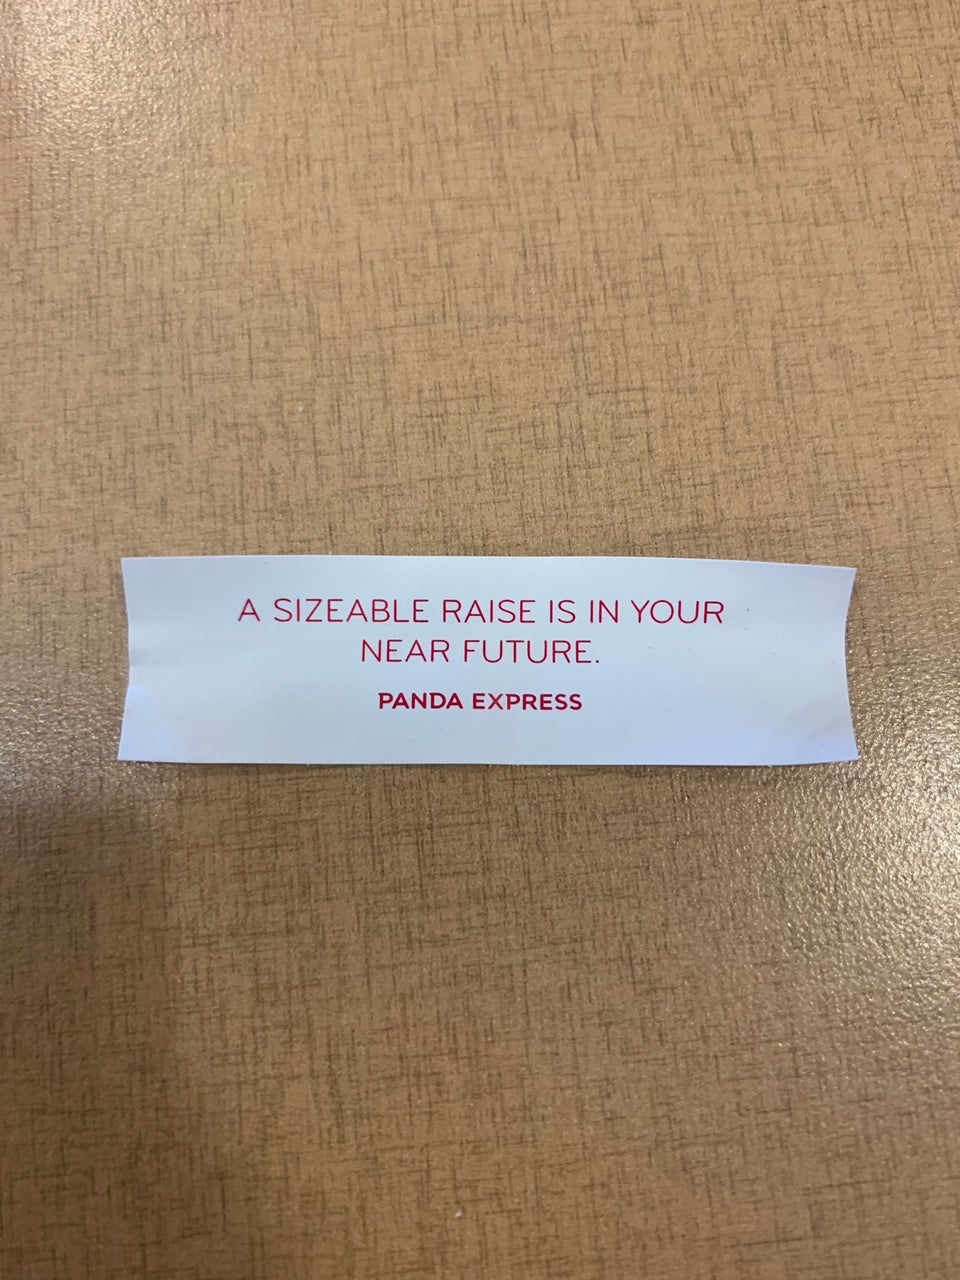 A SIZEABLE RAISE IS IN YOUR
NEAR FUTURE.
PANDA EXPRESS